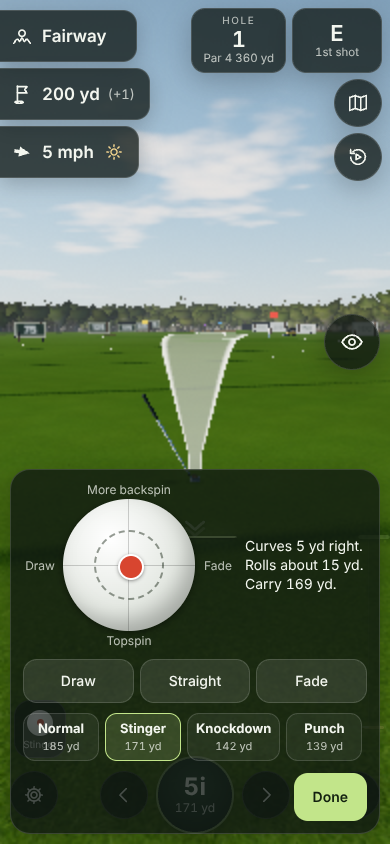 Fairway
HOLE
1
Par 4 360 yd
E
1st shot
200 yd (+1)
5 mph
75
More backspin
Draw
Fade
Topspin
Curves 5 yd right.
Rolls about 15 yd.
Carry 169 yd.
Draw
Straight
Fade
Normal
185 yd
Stinger
171 yd
Knockdown
142 yd
Punch
139 yd
5i
171 yd
Done